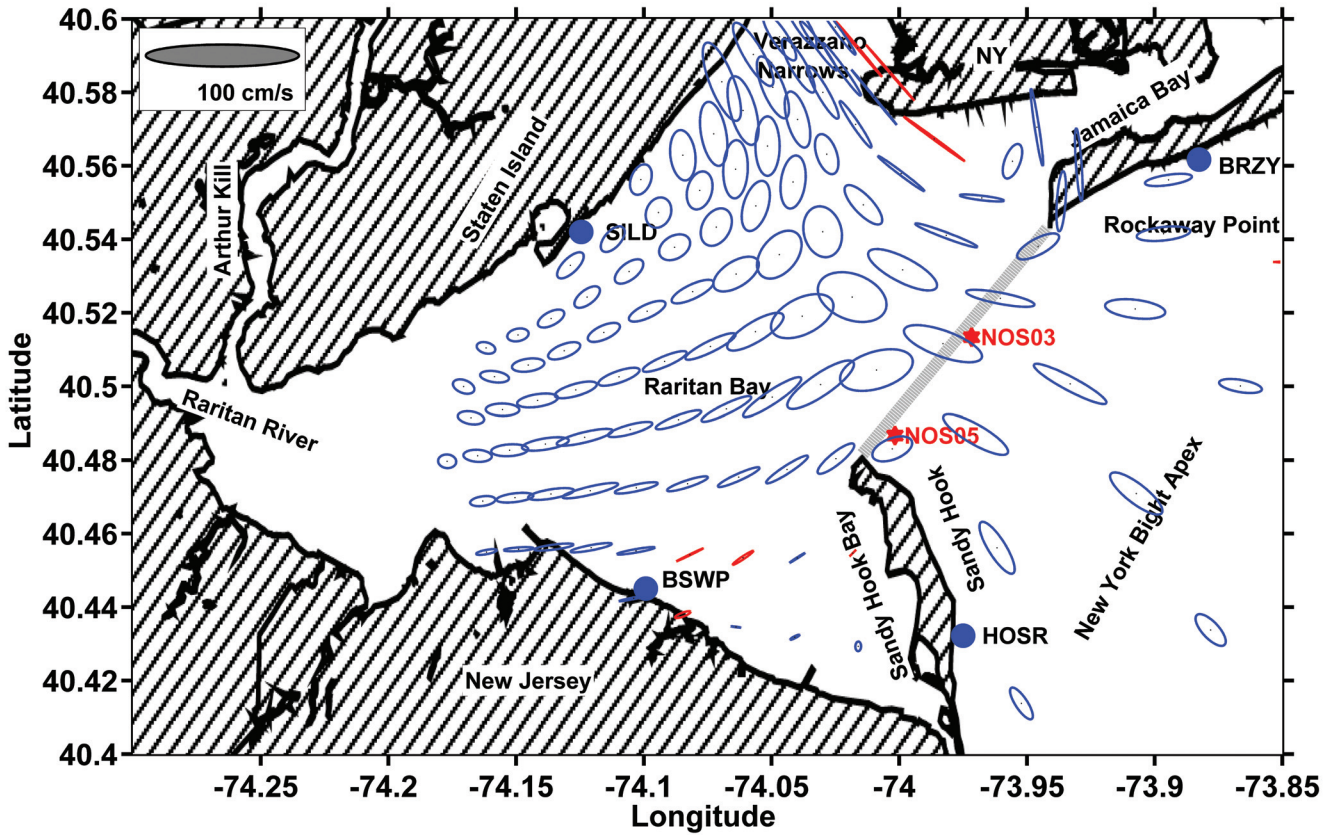 40.6
40.58
40.56
40.54
40.52
40.5
40.48
40.46
40.44
40.42
40.4
Latitude
100 cm/s
Verazzano
Narrows
NY
Jamaica Bay
BRZY
Rockaway Point
Arthur Kill
Staten Island
SILD
NOS03
Raritan Bay
Raritan River
NOS05
Sandy Hook
Sandy Hook Bay
New York Bight Apex
BSWP
HOSR
New Jersey
-74.25
-74.2
-74.15
-74.1
-74.05
-74
-73.95
-73.9
-73.85
Longitude